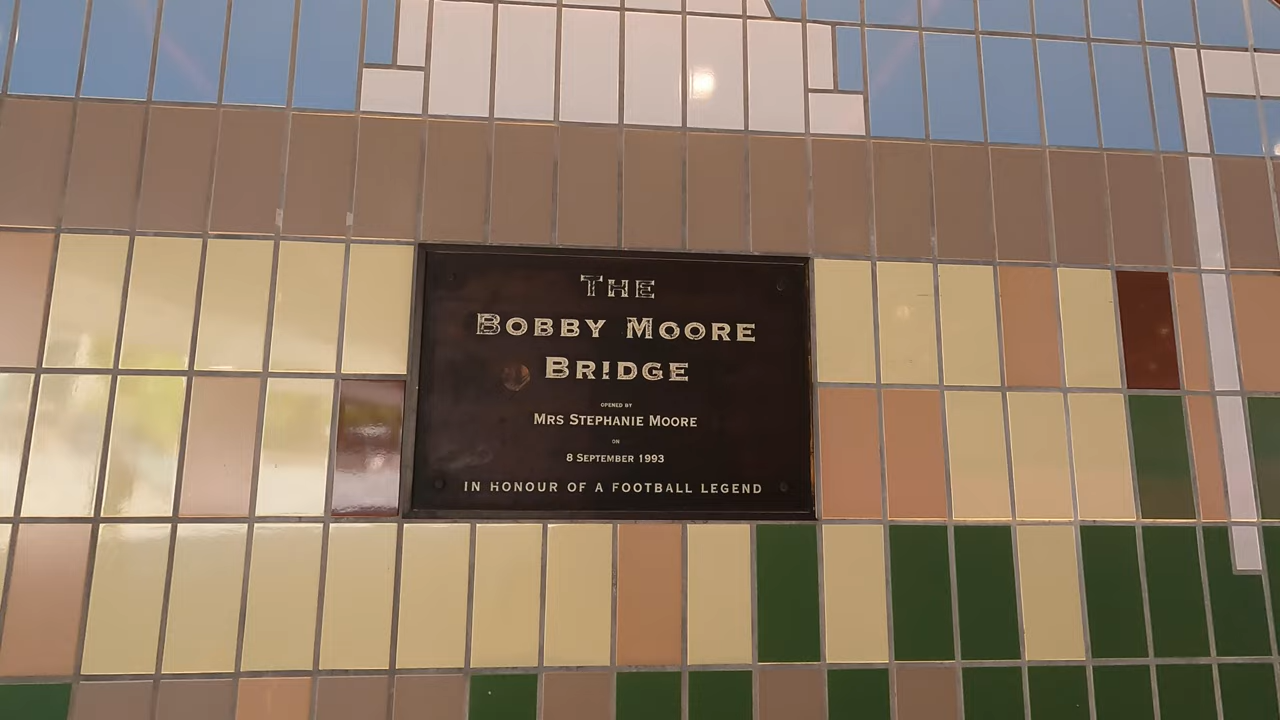 THE
BOBBY MOORE
BRIDGE
OPENED BY
MRS STEPHANIE MOORE
ON
8 SEPTEMBER 1993
IN HONOUR OF A FOOTBALL LEGEND